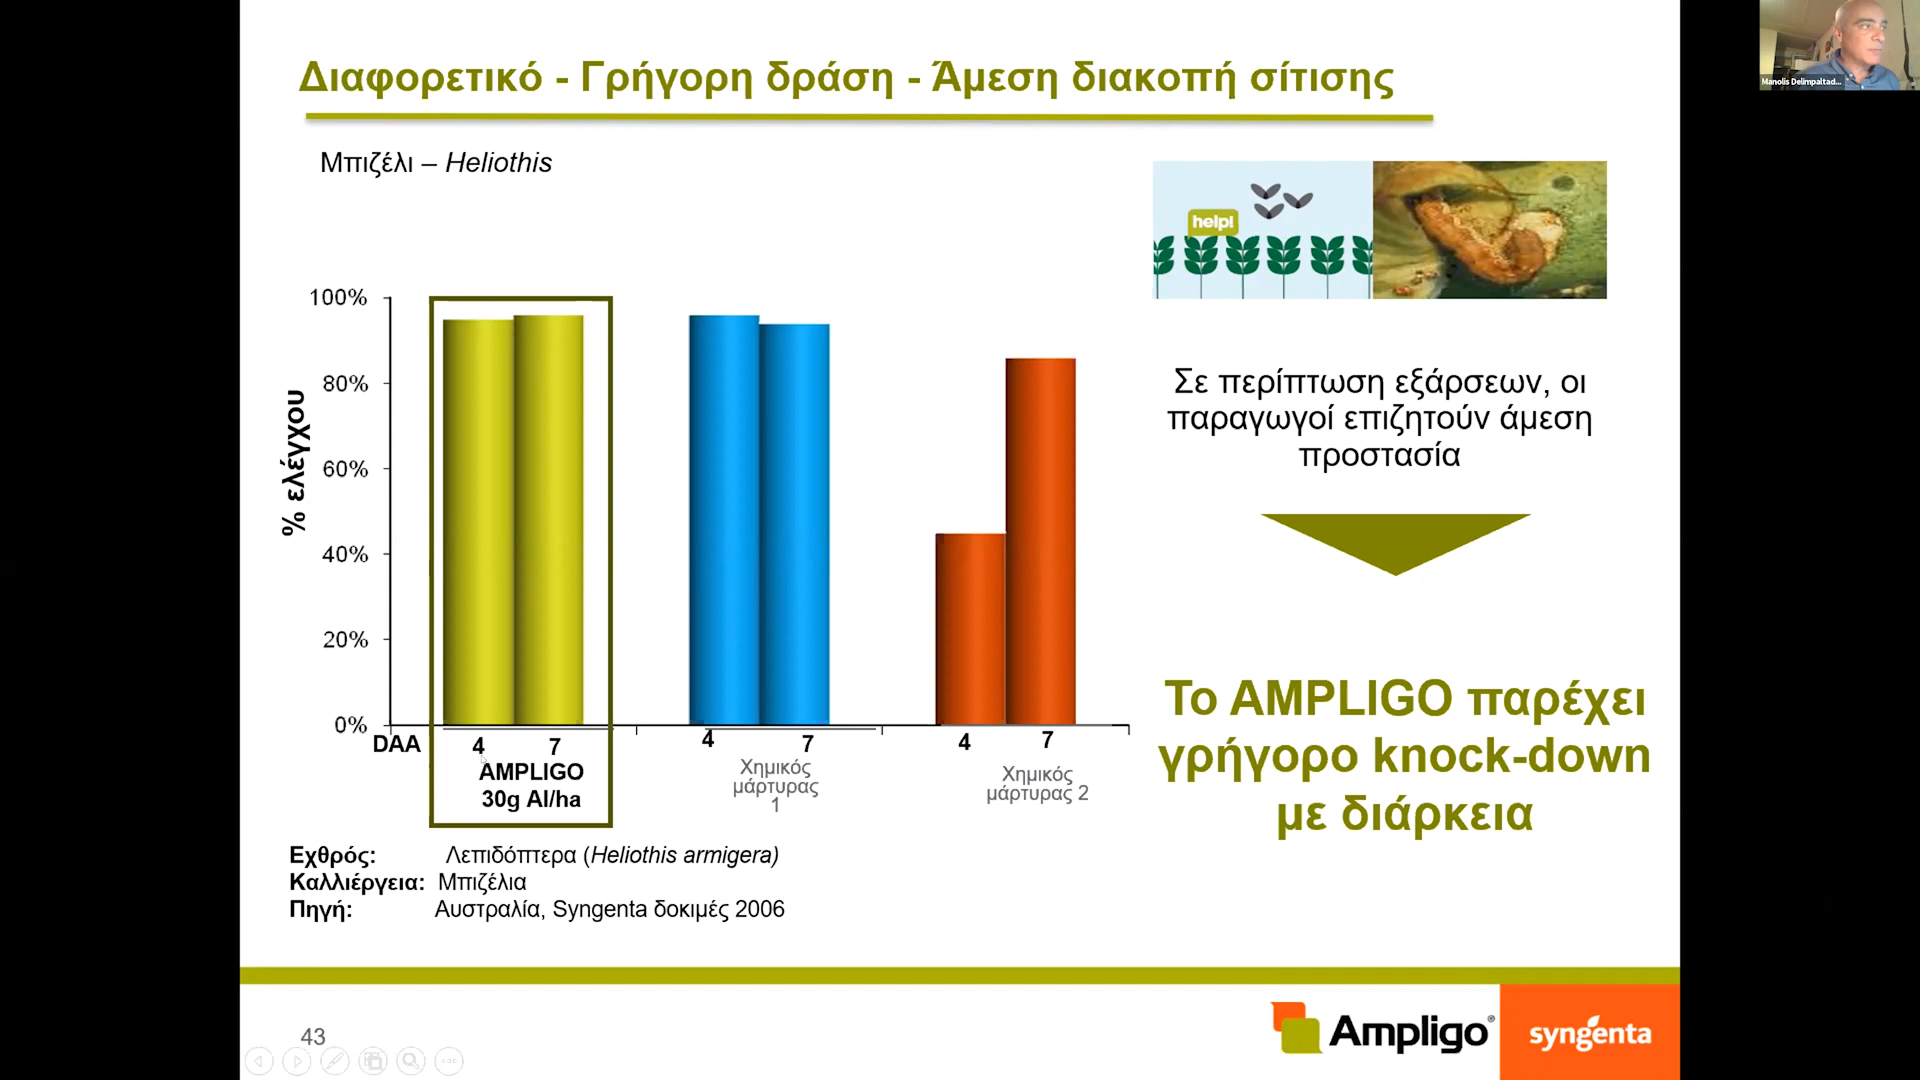 Διαφορετικό - Γρήγορη δράση - Άμεση διακοπή σίτισης
Manolis Delimpaltad...
Μπιζέλι – Heliothis
help!
% ελέγχου
100%
80%
60%
40%
20%
0%
DAA
4 7
AMPLIGO
30g AI/ha
4 7
Χημικός
μάρτυρας
1
4 7
Χημικός
μάρτυρας 2
Σε περίπτωση εξάρσεων, οι
παραγωγοί επιζητούν άμεση
προστασία
Το AMPLIGO παρέχει
γρήγορο knock-down
με διάρκεια
Εχθρός: Λεπιδόπτερα (Heliothis armigera)
Καλλιέργεια: Μπιζέλια
Πηγή: Αυστραλία, Syngenta δοκιμές 2006
43
Ampligo®
syngenta